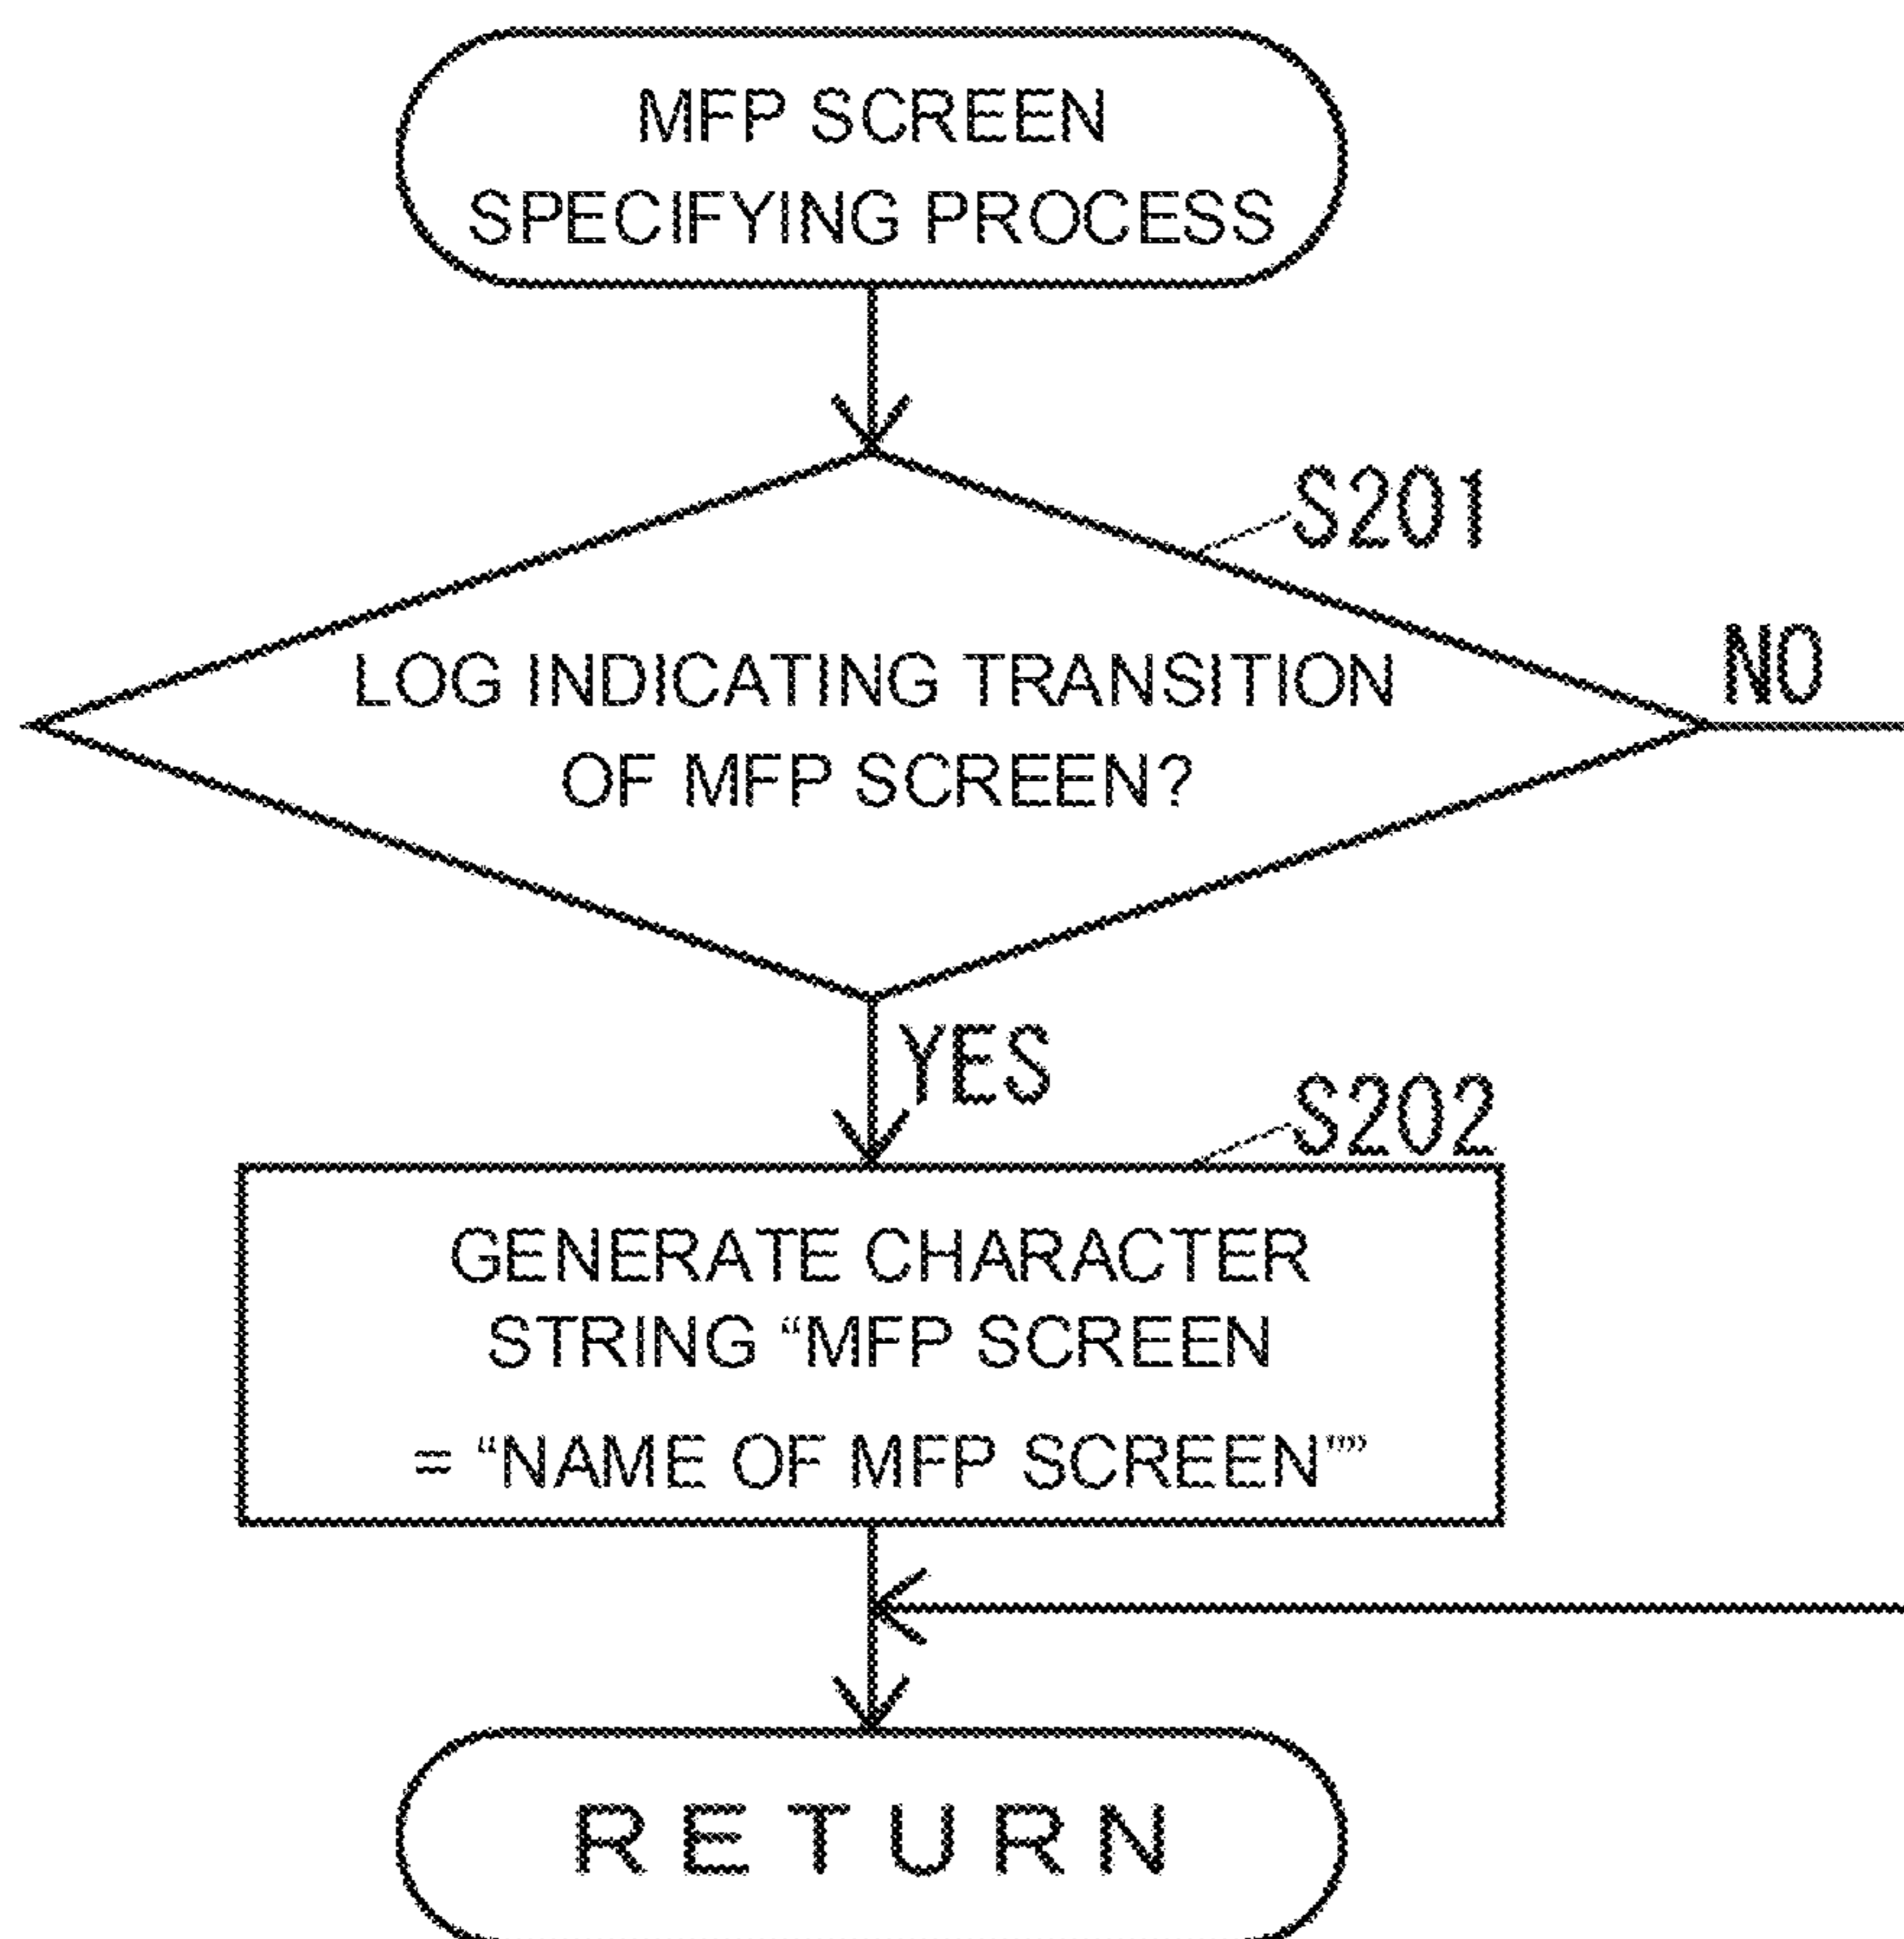 MFP SCREEN
SPECIFYING PROCESS
S201
LOG INDICATING TRANSITION
OF MFP SCREEN?
NO
YES
S202
GENERATE CHARACTER
STRING “MFP SCREEN
= “NAME OF MFP SCREEN””
RETURN